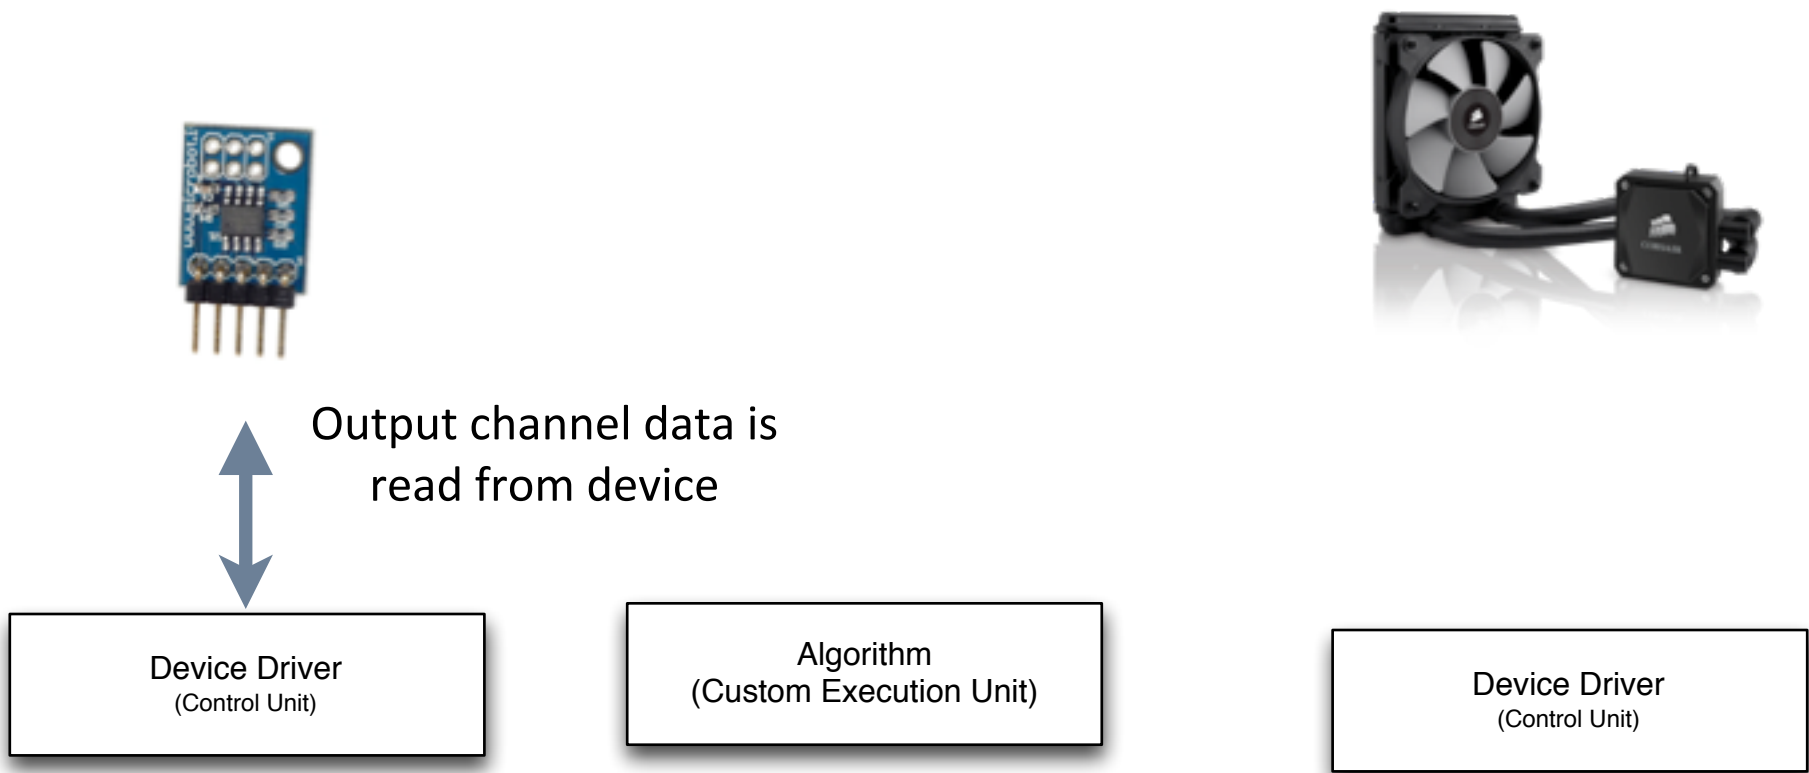 Output channel data is
read from device
Device Driver
(Control Unit)
Algorithm
(Custom Execution Unit)
Device Driver
(Control Unit)
CORSAIR